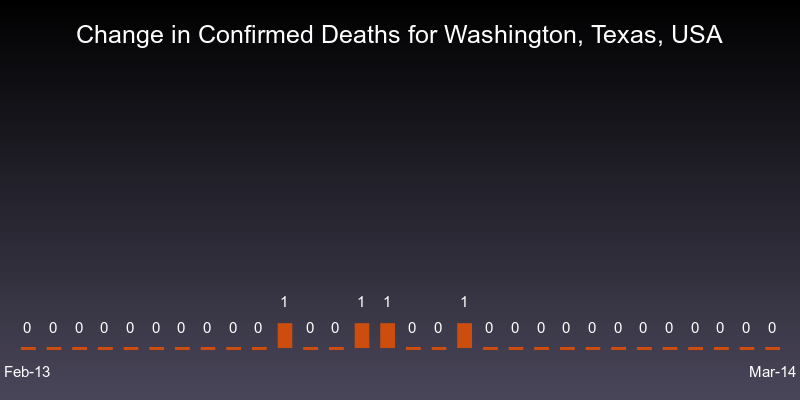 Change in Confirmed Deaths for Washington, Texas, USA
1 1 1 1
0 0 0 0 0 0 0 0 0 0 0 0 0 0 0 0 0 0 0 0 0 0 0 0 0 0
Feb-13 Mar-14